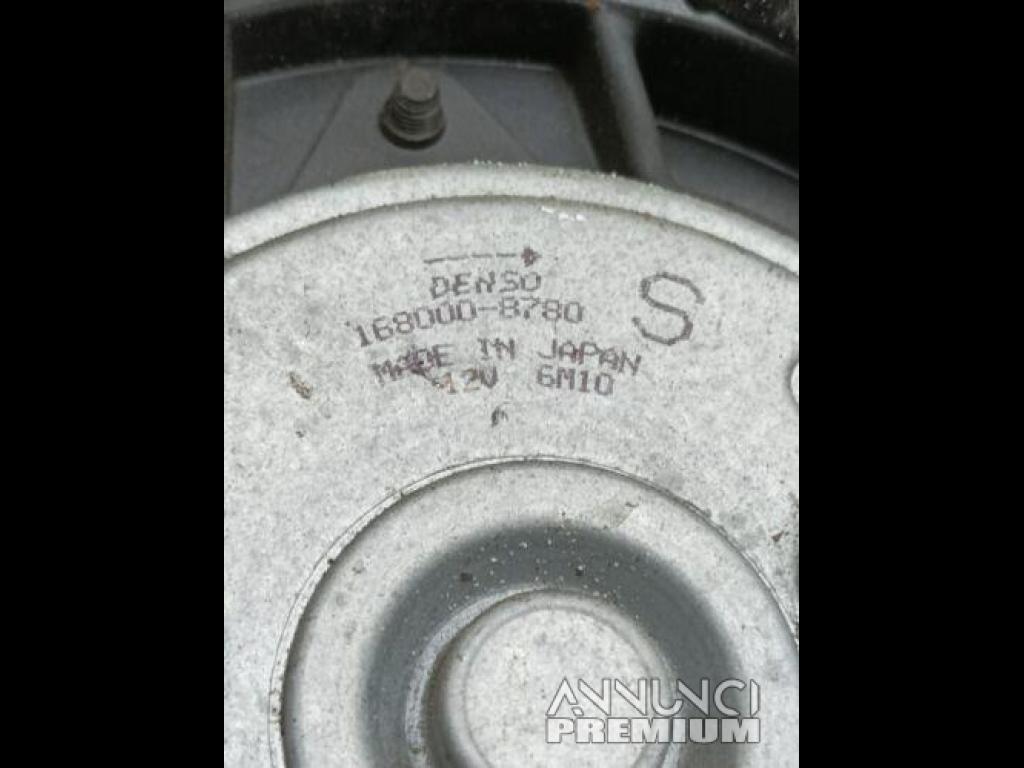 DENSO
168000-8780
S
MADE IN JAPAN
12V 6M10
ANNUNCI
PREMIUM